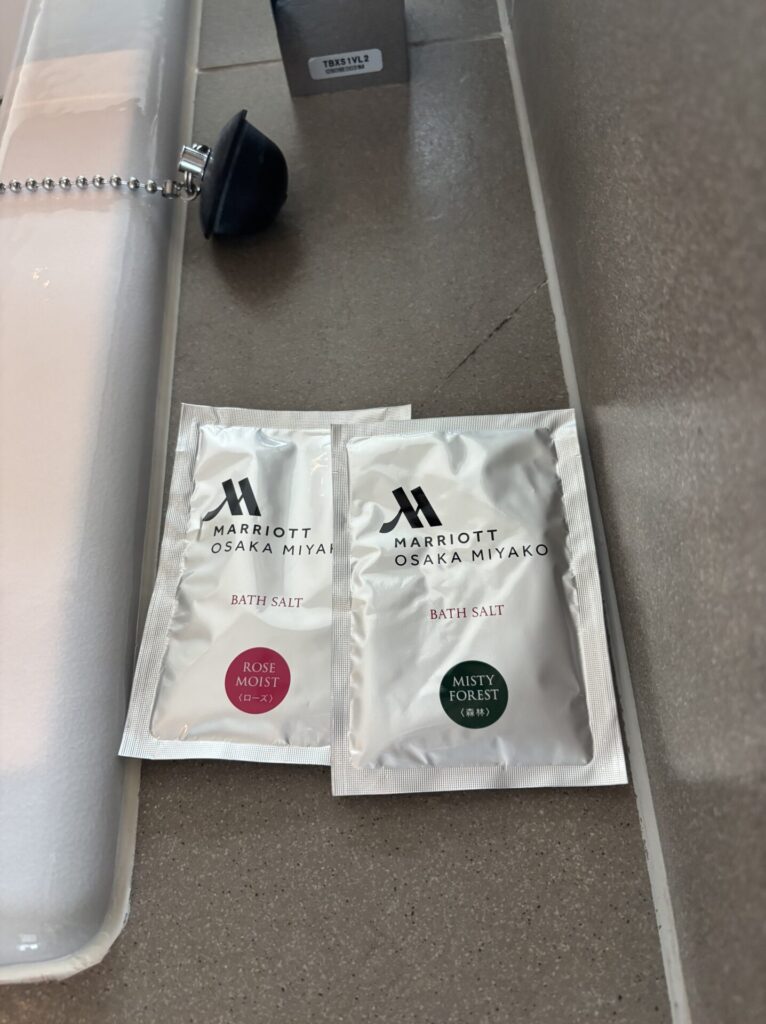 TBXS1VL2
MARRIOTT
OSAKA MIYAK
BATH SALT
ROSE
MOIST
〈ローズ〉
MARRIOTT
OSAKA MIYAKO
BATH SALT
MISTY
FOREST
〈森林〉